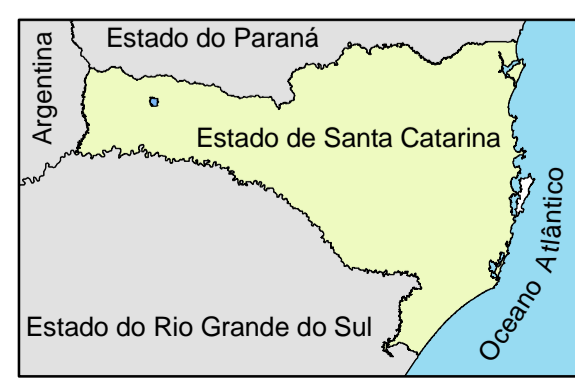 Estado do Paraná
Argentina
Estado de Santa Catarina
Oceano Atlântico
Estado do Rio Grande do Sul